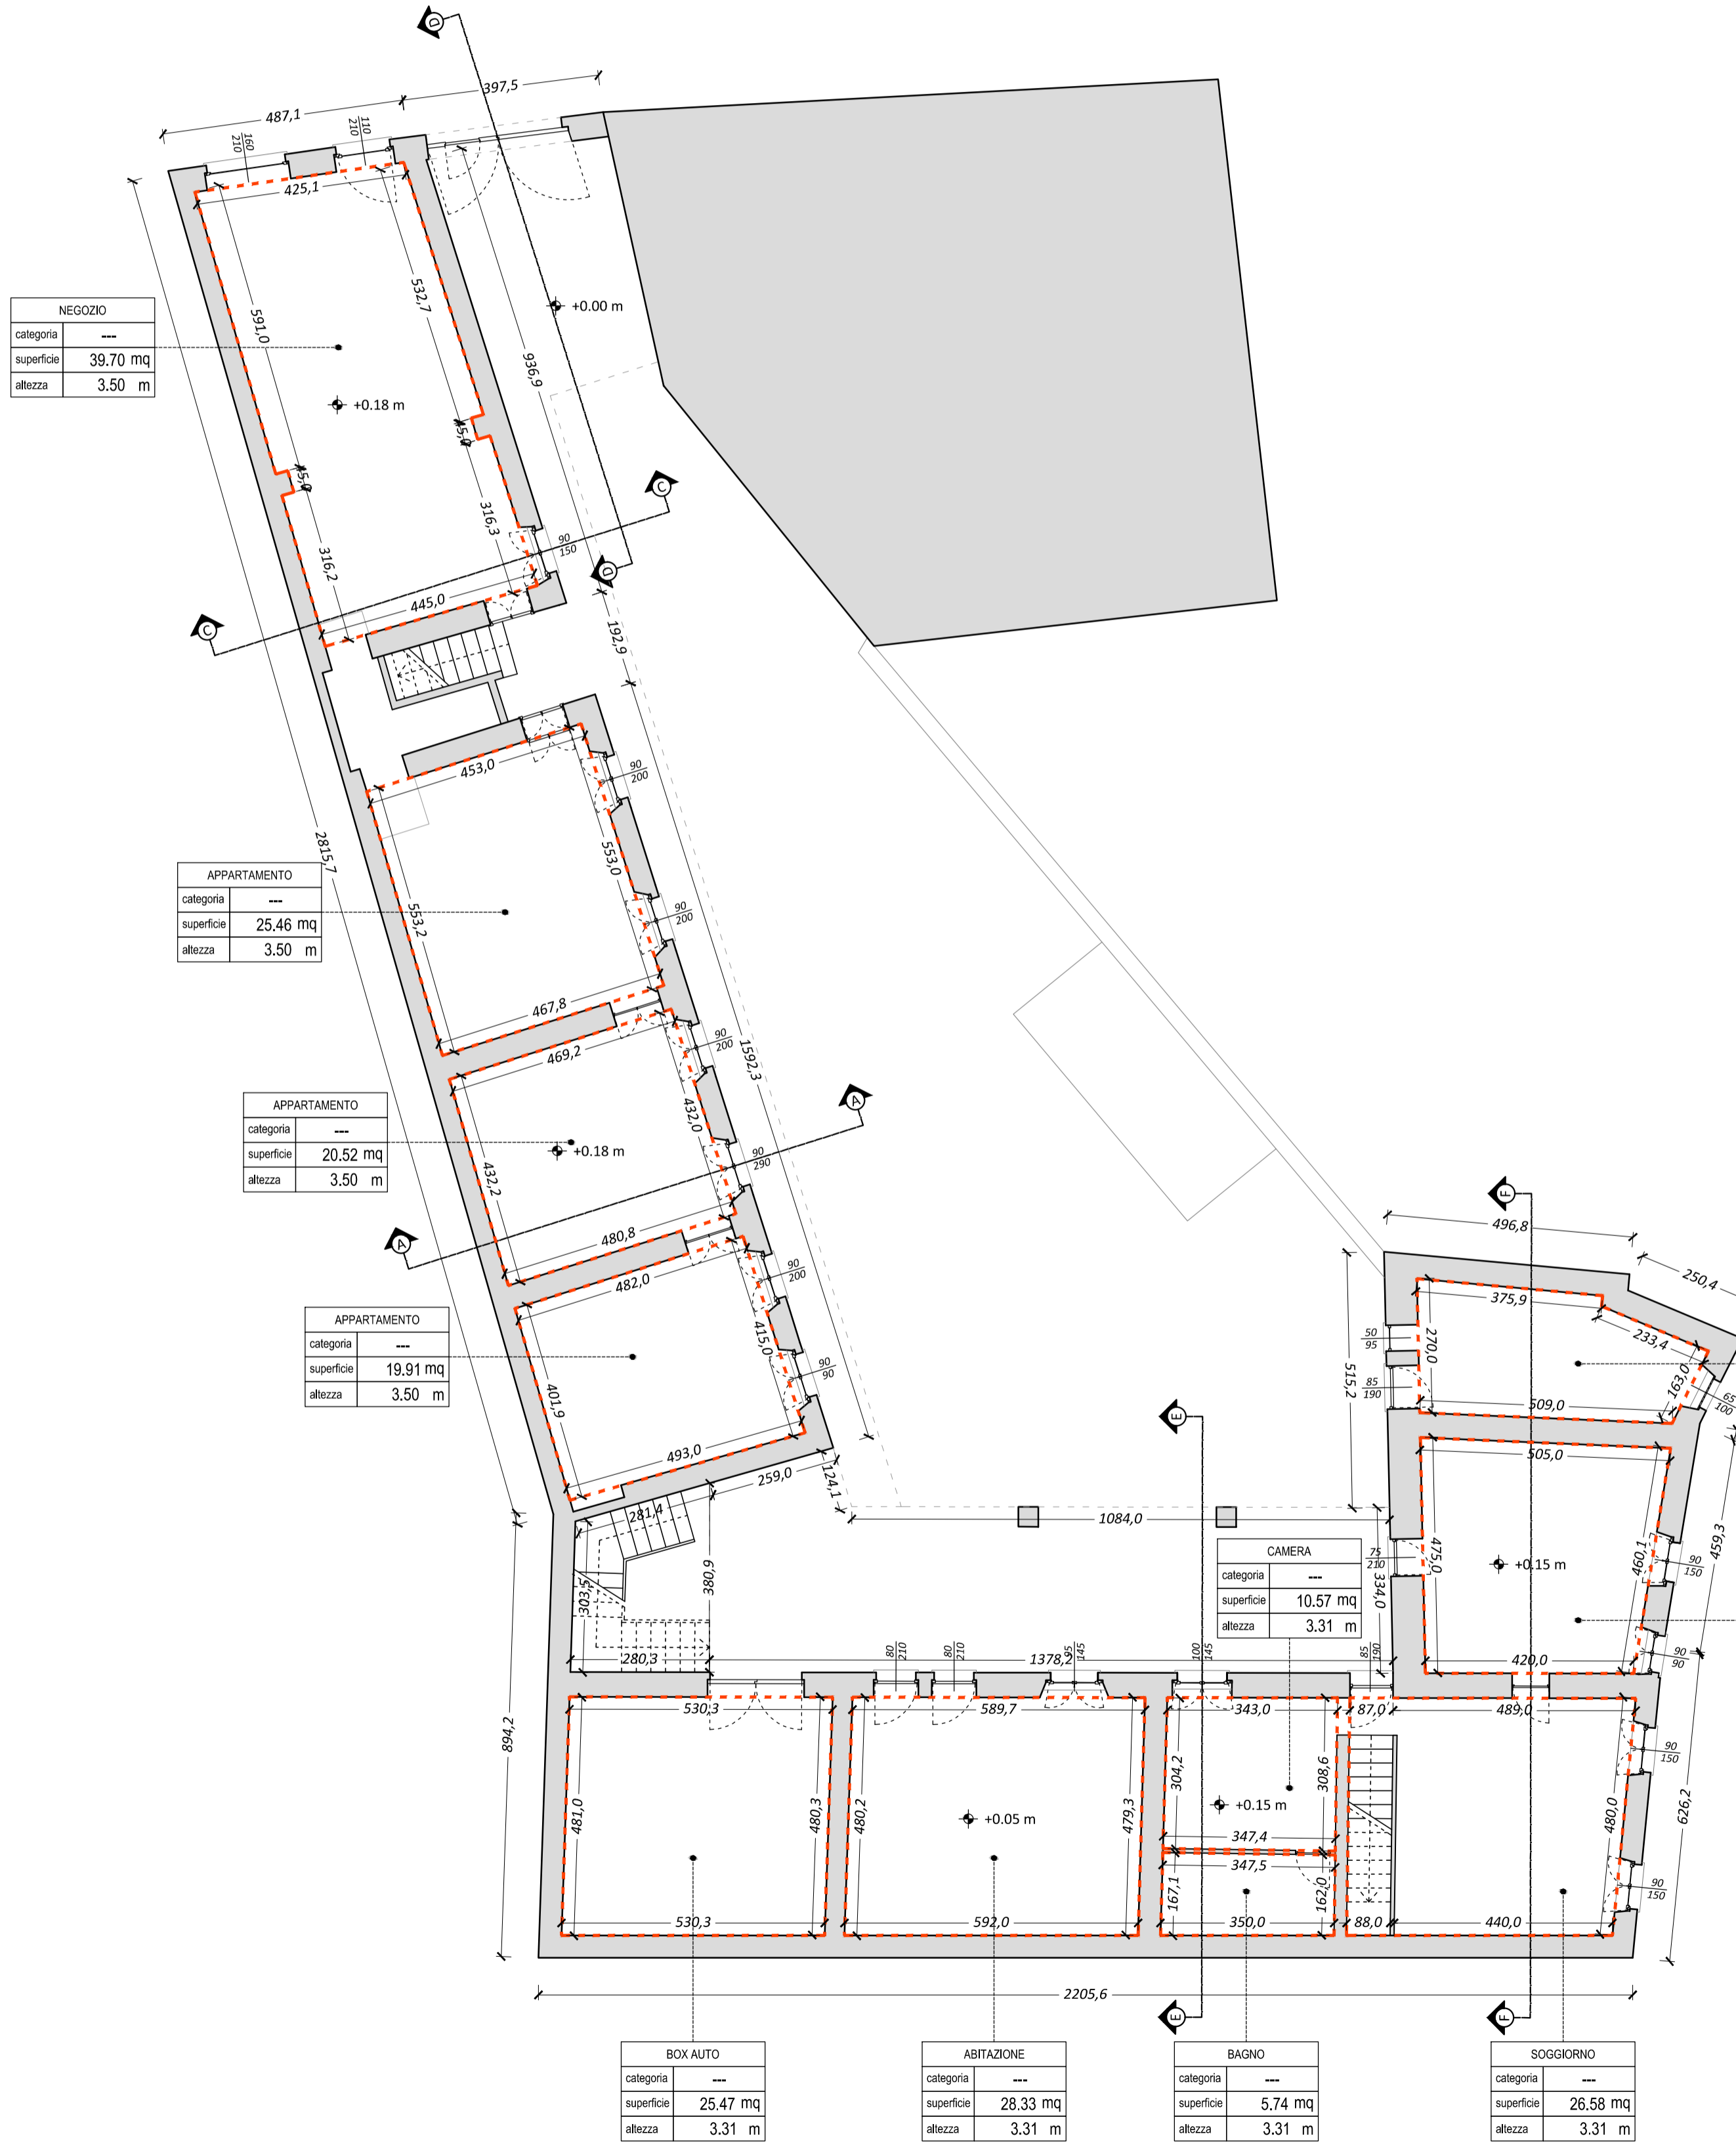 D
397,5
487,1
160
210
110
210
425,1
532,7
591,0
+0.00 m
936,9
NEGOZIO
categoria ---
superficie 39.70 mq
altezza 3.50 m
+0.18 m
45,0
45,0
C
316,3
90
150
316,2
D
445,0
C
192,9
453,0
90
200
2815,7
553,0
APPARTAMENTO
categoria ---
superficie 25.46 mq
altezza 3.50 m
553,2
90
200
467,8
90
200
469,2
1592,3
APPARTAMENTO
categoria ---
superficie 20.52 mq
altezza 3.50 m
A
432,0
+0.18 m
90
290
432,2
F
480,8
496,8
A
90
200
482,0
250,4
375,9
APPARTAMENTO
categoria ---
superficie 19.91 mq
altezza 3.50 m
415,0
50
95
270,0
233,4
515,2
90
90
85
190
163,0
65
100
401,9
509,0
E
493,0
505,0
259,0
124,1
459,3
281,4
1084,0
CAMERA
categoria ---
superficie 10.57 mq
altezza 3.31 m
75
210
475,0
460,1
90
150
+0.15 m
303,5
380,9
334,0
80
210
80
210
95
145
100
145
85
190
90
90
280,3
1378,2
420,0
530,3
589,7
343,0
87,0
489,0
894,2
90
150
304,2
308,6
481,0
480,3
480,2
+0.05 m
479,3
+0.15 m
480,0
626,2
347,4
347,5
167,1
162,0
90
150
530,3
592,0
350,0
88,0
440,0
2205,6
E
F
BOX AUTO
categoria ---
superficie 25.47 mq
altezza 3.31 m
ABITAZIONE
categoria ---
superficie 28.33 mq
altezza 3.31 m
BAGNO
categoria ---
superficie 5.74 mq
altezza 3.31 m
SOGGIORNO
categoria ---
superficie 26.58 mq
altezza 3.31 m